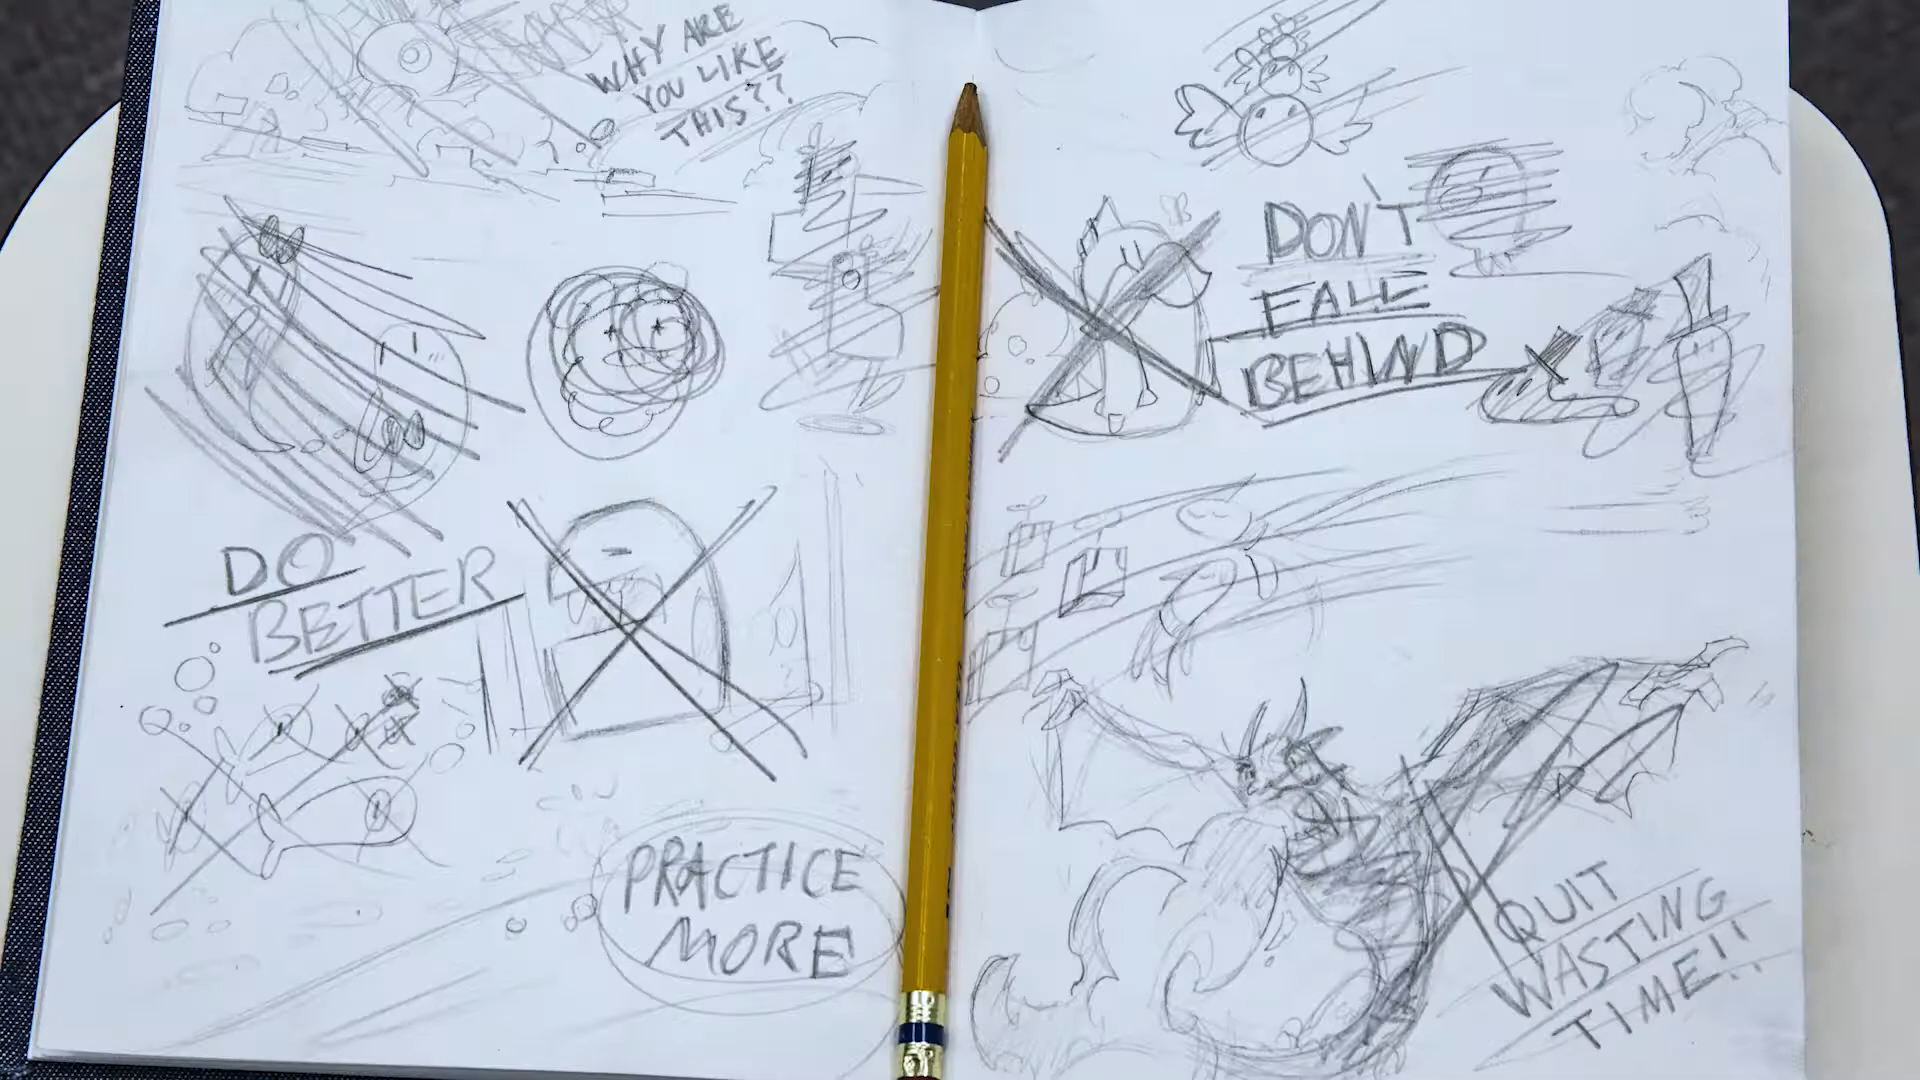 WHY ARE
YOU LIKE
THIS??
DO
BETTER
PRACTICE
MORE
DON'T
FALL
BEHIND
QUIT
WASTING
TIME!!